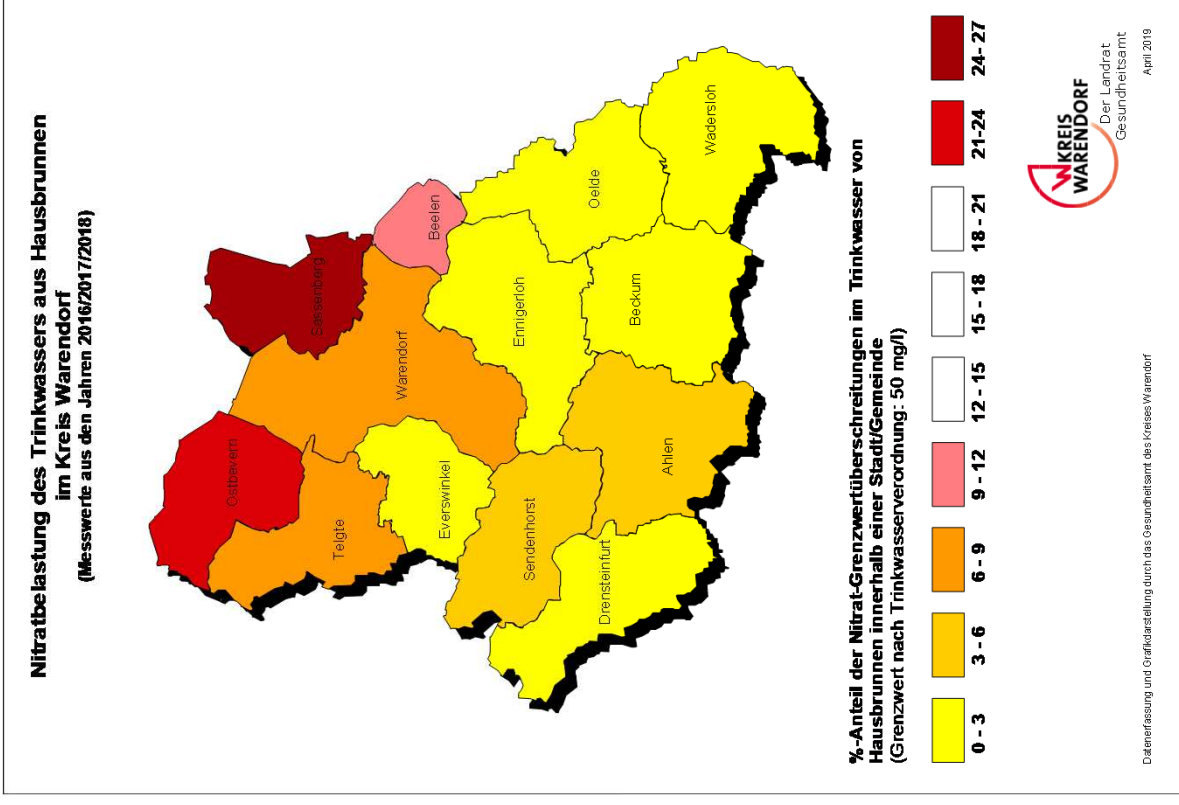 Nitratbelastung des Trinkwassers aus Hausbrunnen
im Kreis Warendorf
(Messwerte aus den Jahren 2016/2017/2018)
Ostbevern
Sassenberg
Telgte
Warendorf
Beelen
Everswinkel
Ennigerloh
Oelde
Sendenhorst
Drensteinfurt
Ahlen
Beckum
Wadersloh
%-Anteil der Nitrat-Grenzwertüberschreitungen im Trinkwasser von
Hausbrunnen innerhalb einer Stadt/Gemeinde
(Grenzwert nach Trinkwasserverordnung: 50 mg/l)
0 - 3
3 - 6
6 - 9
9 - 12
12 - 15
15 - 18
18 - 21
21-24
24- 27
KREIS
WARENDORF
Der Landrat
Gesundheitsamt
Datenerfassung und Grafikdarstellung durch das Gesundheitsamt des Kreises Warendorf
April 2019